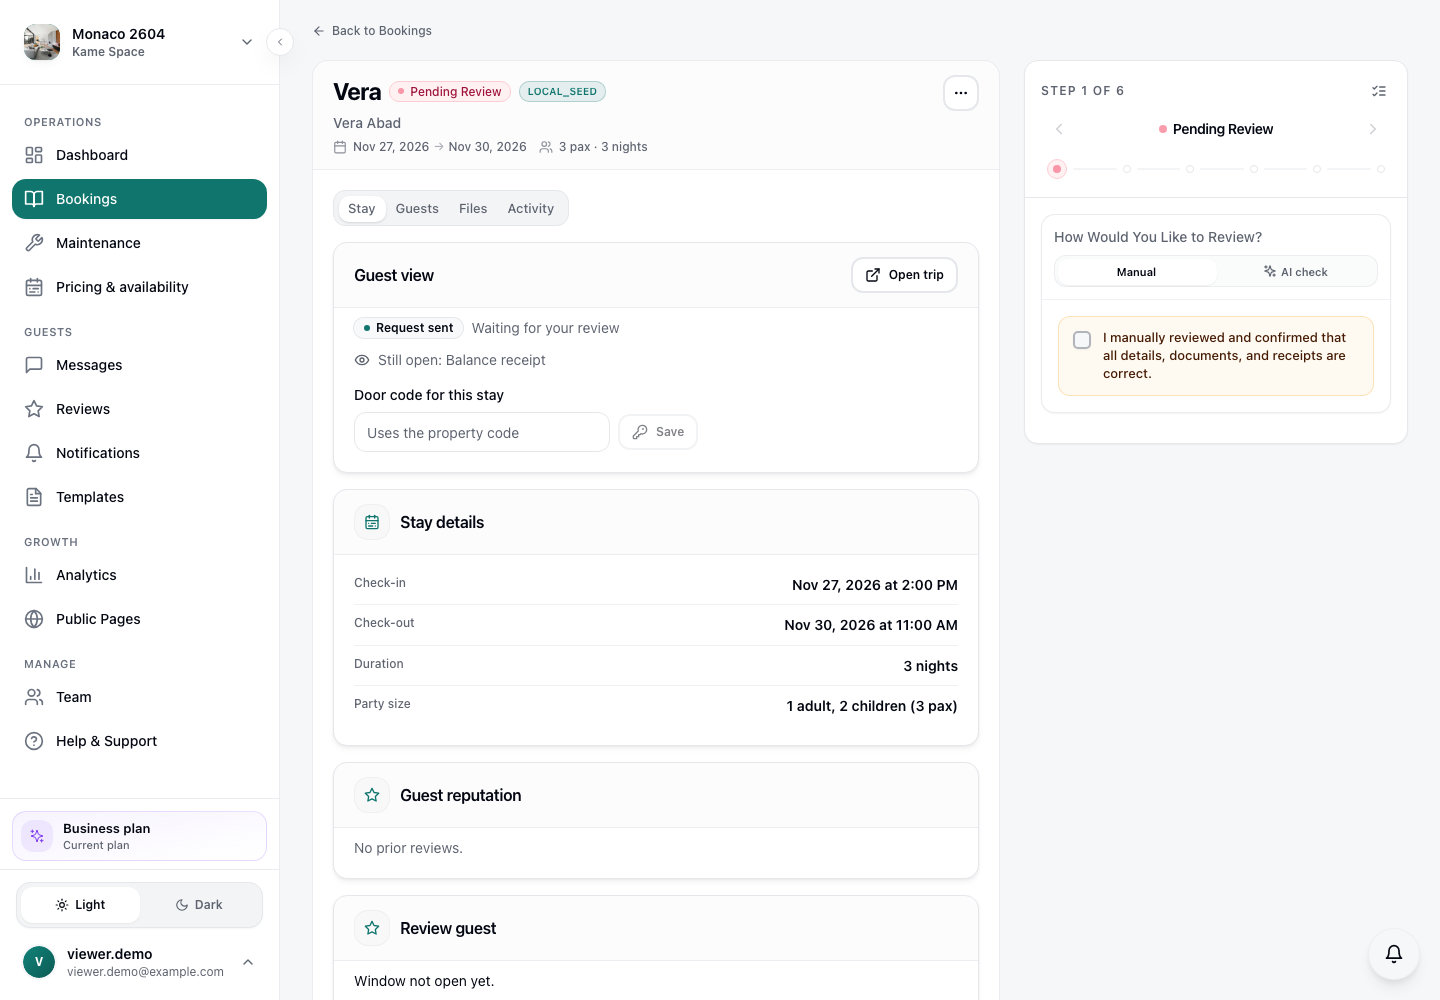 Monaco 2604
Kame Space
OPERATIONS
Dashboard
Bookings
Maintenance
Pricing & availability
GUESTS
Messages
Reviews
Notifications
Templates
GROWTH
Analytics
Public Pages
MANAGE
Team
Help & Support
Business plan
Current plan
Light
Dark
V
viewer.demo
viewer.demo@example.com
Back to Bookings
Vera
Pending Review
LOCAL_SEED
Vera Abad
Nov 27, 2026 → Nov 30, 2026
3 pax · 3 nights
Stay
Guests
Files
Activity
Guest view
Open trip
Request sent
Waiting for your review
Still open: Balance receipt
Door code for this stay
Uses the property code
Save
Stay details
Check-in
Nov 27, 2026 at 2:00 PM
Check-out
Nov 30, 2026 at 11:00 AM
Duration
3 nights
Party size
1 adult, 2 children (3 pax)
Guest reputation
No prior reviews.
Review guest
Window not open yet.
STEP 1 OF 6
Pending Review
How Would You Like to Review?
Manual
AI check
I manually reviewed and confirmed that
all details, documents, and receipts are
correct.